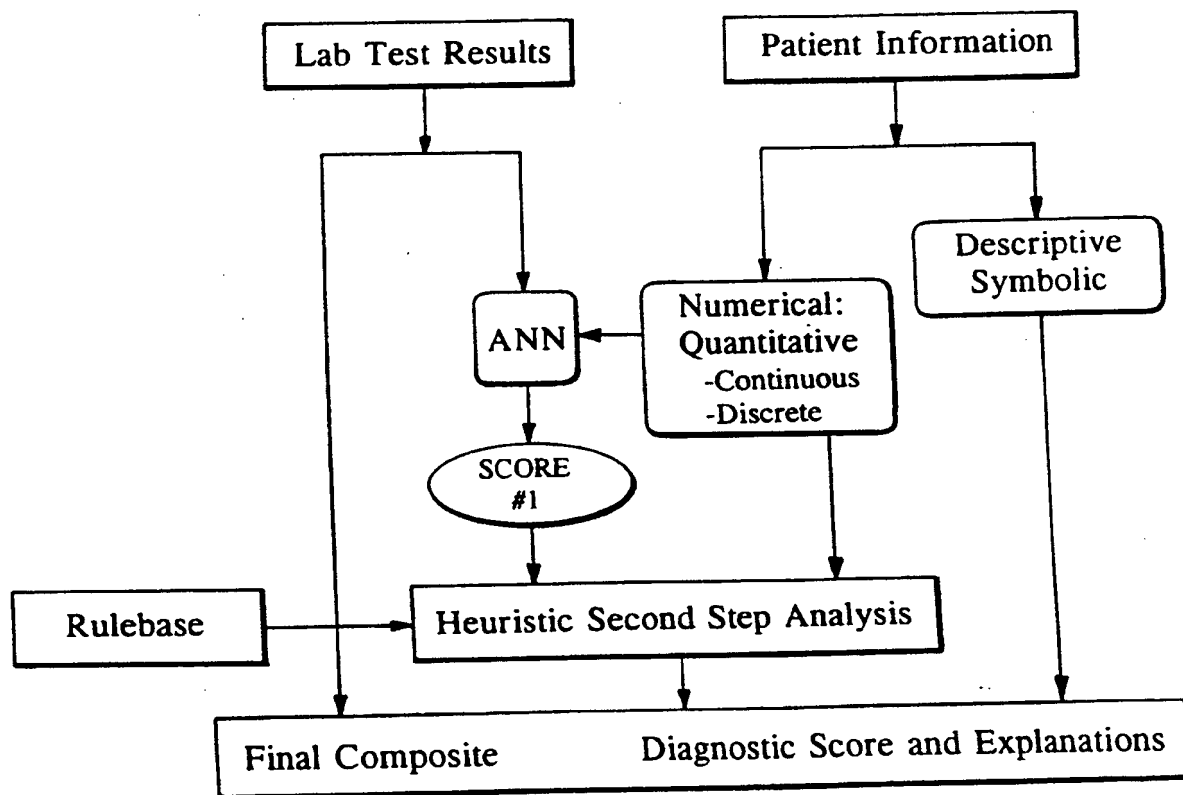 Lab Test Results
Patient Information
Descriptive
Symbolic
ANN
Numerical:
Quantitative
-Continuous
-Discrete
SCORE
#1
Rulebase
Heuristic Second Step Analysis
Final Composite Diagnostic Score and Explanations